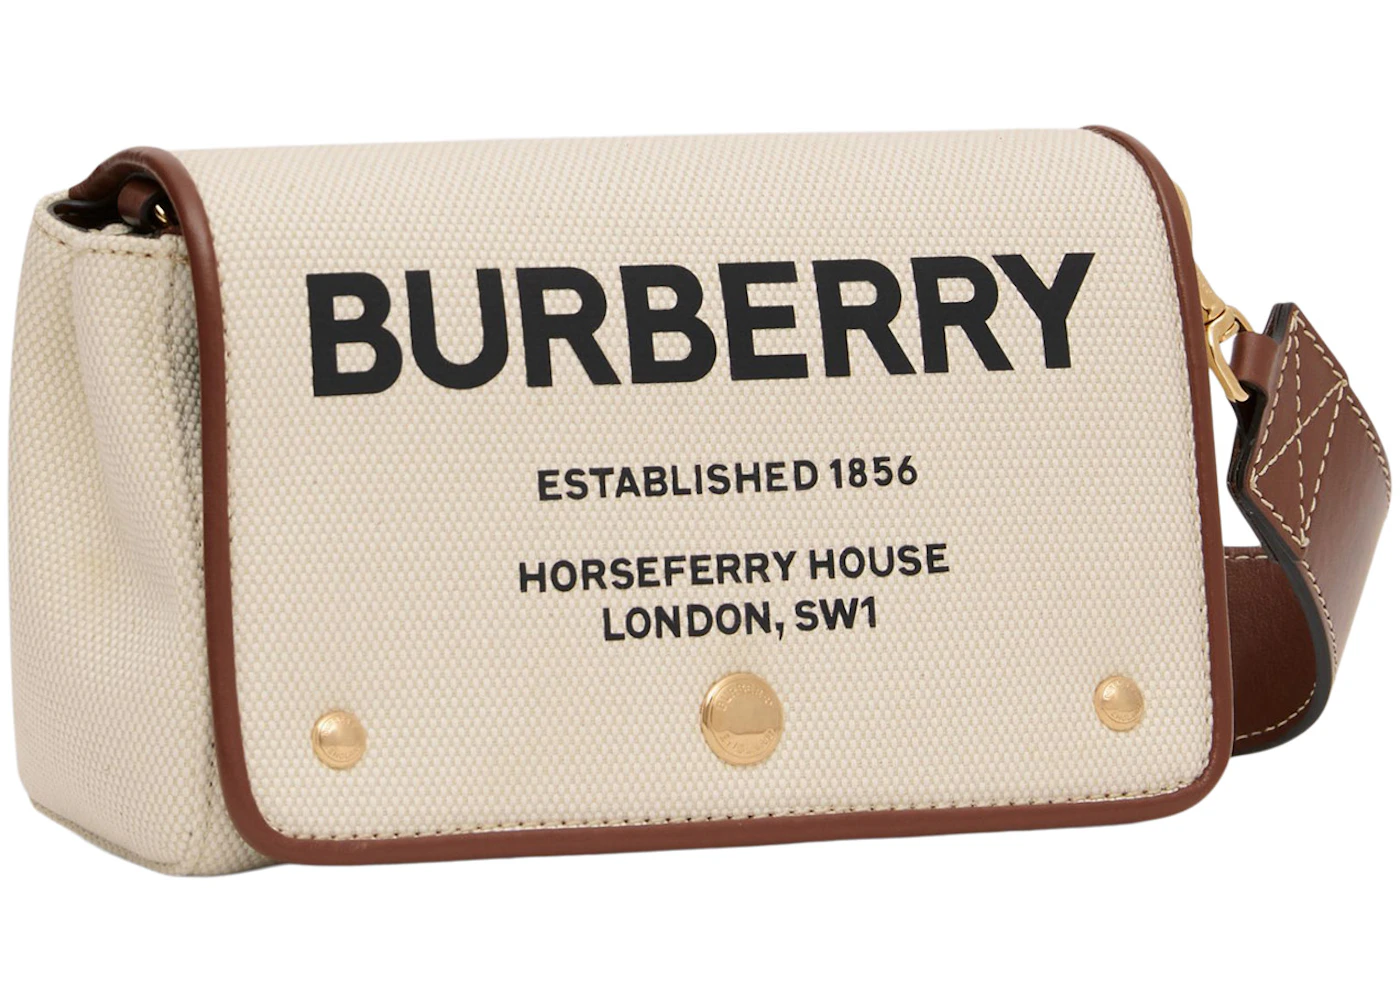 BURBERRY
ESTABLISHED 1856
HORSEFERRY HOUSE
LONDON, SW1